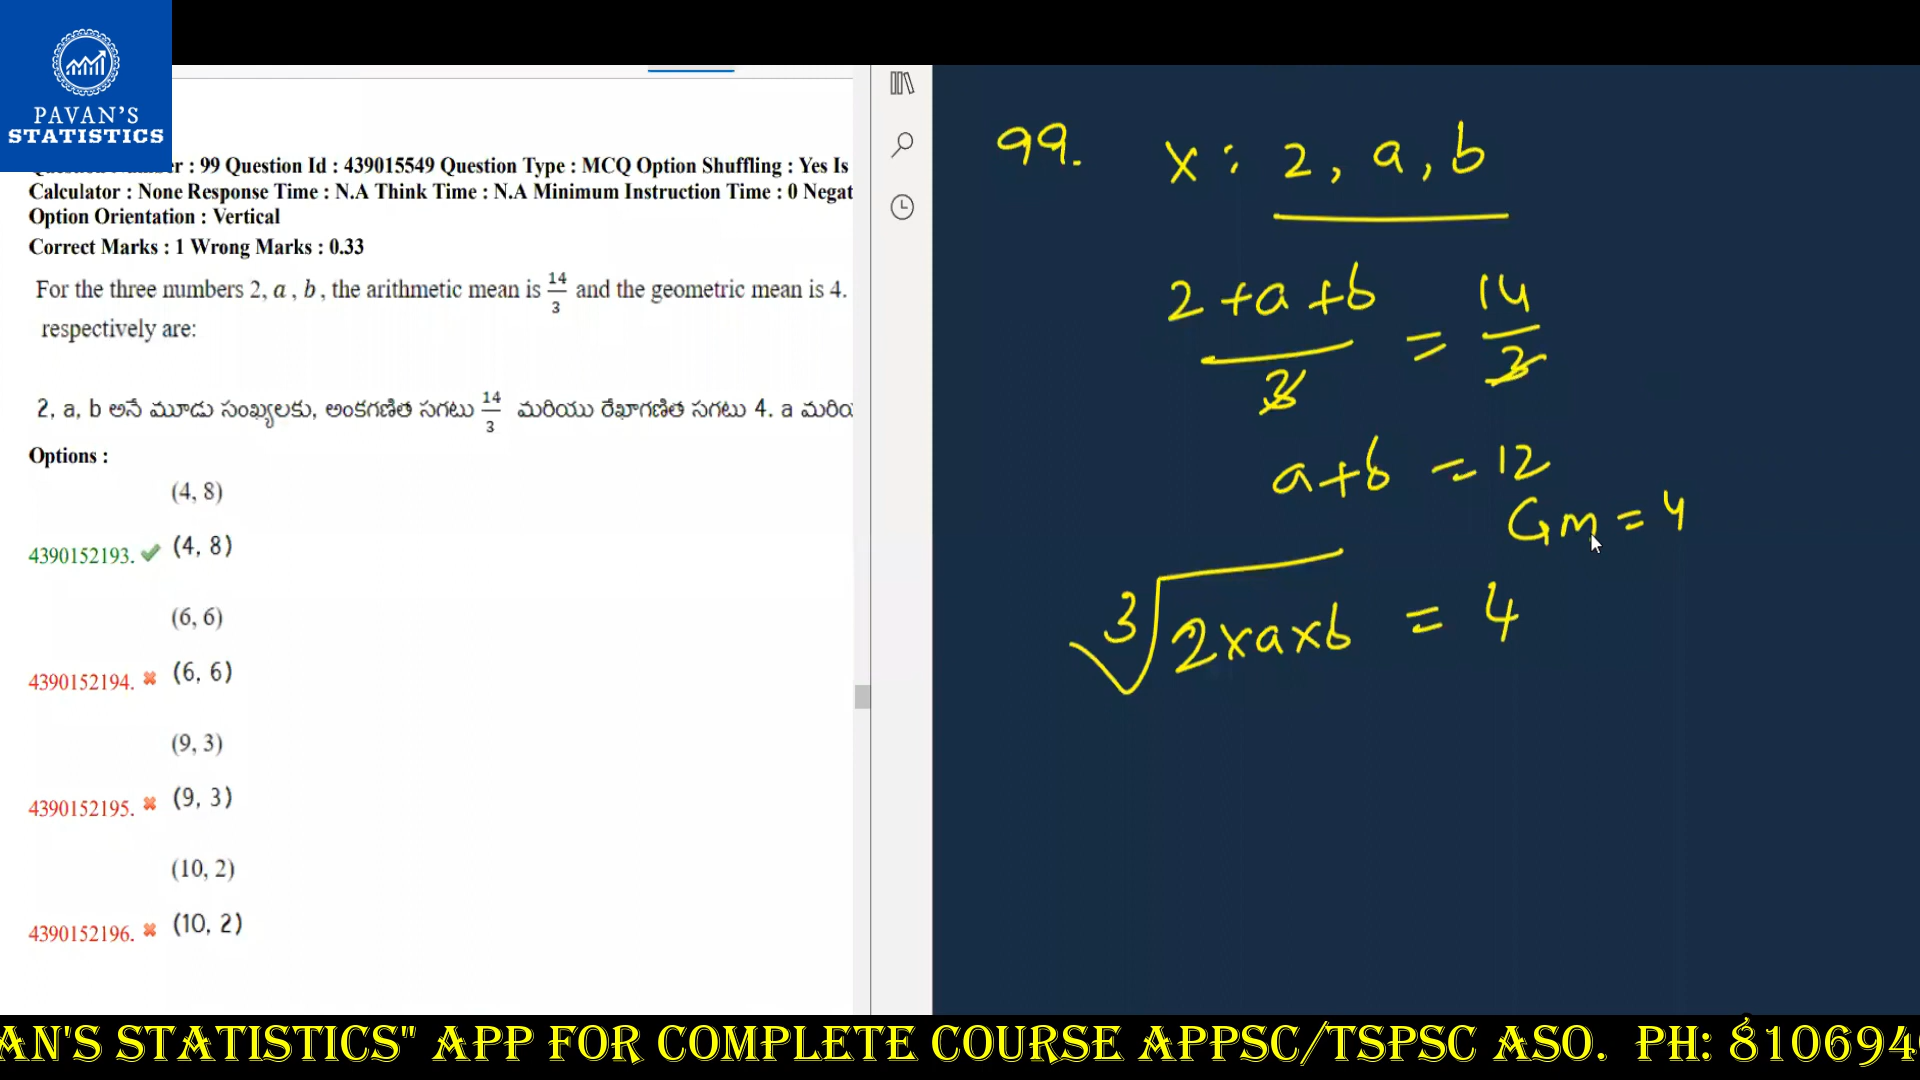 PAVAN'S
STATISTICS
r : 99 Question Id : 439015549 Question Type : MCQ Option Shuffling : Yes Is
Calculator : None Response Time : N.A Think Time : N.A Minimum Instruction Time : 0 Negat
Option Orientation : Vertical
Correct Marks : 1 Wrong Marks : 0.33
For the three numbers 2, a , b , the arithmetic mean is 14/3 and the geometric mean is 4.
respectively are:
2, a, b అనే మూడు సంఖ్యలకు, అంకగణిత సగటు 14/3 మరియు రేఖాగణిత సగటు 4. a మరియ
Options :
(4, 8)
4390152193. ✔ (4, 8)
(6, 6)
4390152194. ✖ (6, 6)
(9, 3)
4390152195. ✖ (9, 3)
(10, 2)
4390152196. ✖ (10, 2)
99. x : 2, a, b
2+a+b/3 = 14/3
a+b = 12
Gm = 4
∛2xaxb = 4
AN'S STATISTICS" APP FOR COMPLETE COURSE APPSC/TSPSC ASO. PH: 810694